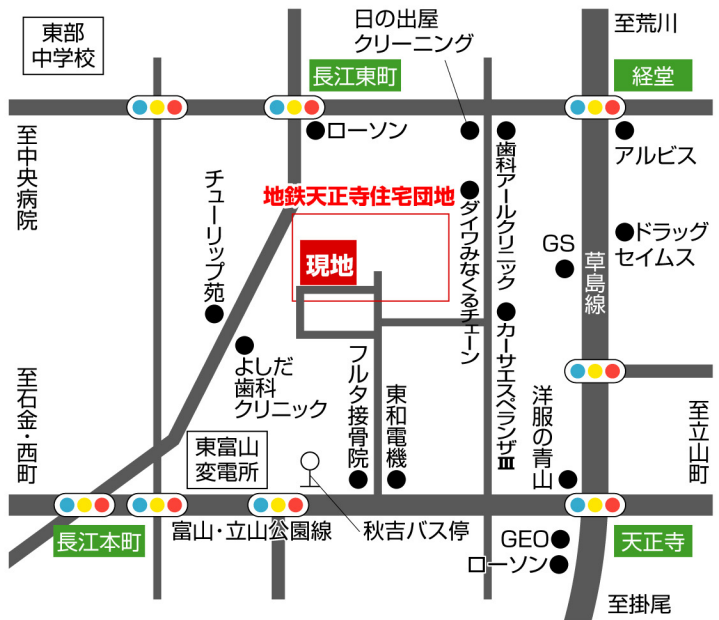 東部
中学校
日の出屋
クリーニング
至荒川
長江東町
経堂
ローソン
アルビス
至中央病院
歯科アールクリニック
チューリップ苑
地鉄天正寺住宅団地
ダイワみなくるチェーン
ドラッグ
セイムス
GS
草島線
現地
カーサエスペランザⅢ
よしだ
歯科
クリニック
フルタ接骨院
東和電機
洋服の青山
至石金・西町
至立山町
東富山
変電所
長江本町
富山・立山公園線
秋吉バス停
GEO
ローソン
天正寺
至掛尾